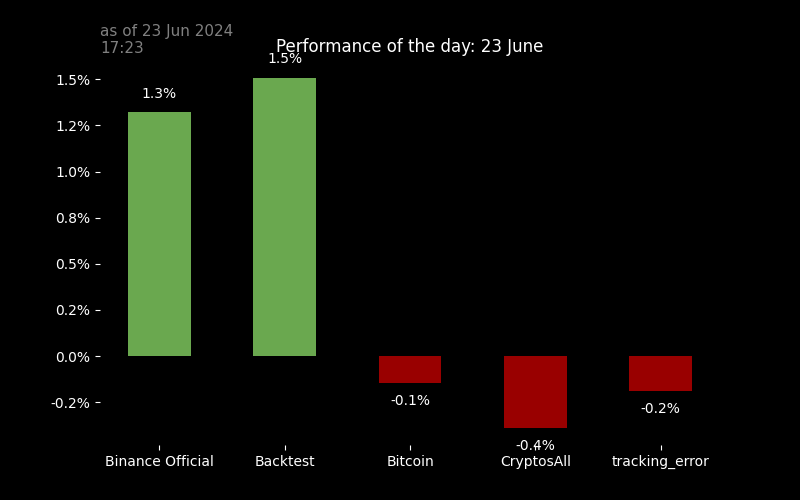 as of 23 Jun 2024
17:23
Performance of the day: 23 June
1.5%
1.2%
1.0%
0.8%
0.5%
0.2%
0.0%
-0.2%
1.3%
1.5%
-0.1%
-0.4%
-0.2%
Binance Official
Backtest
Bitcoin
CryptosAll
tracking_error